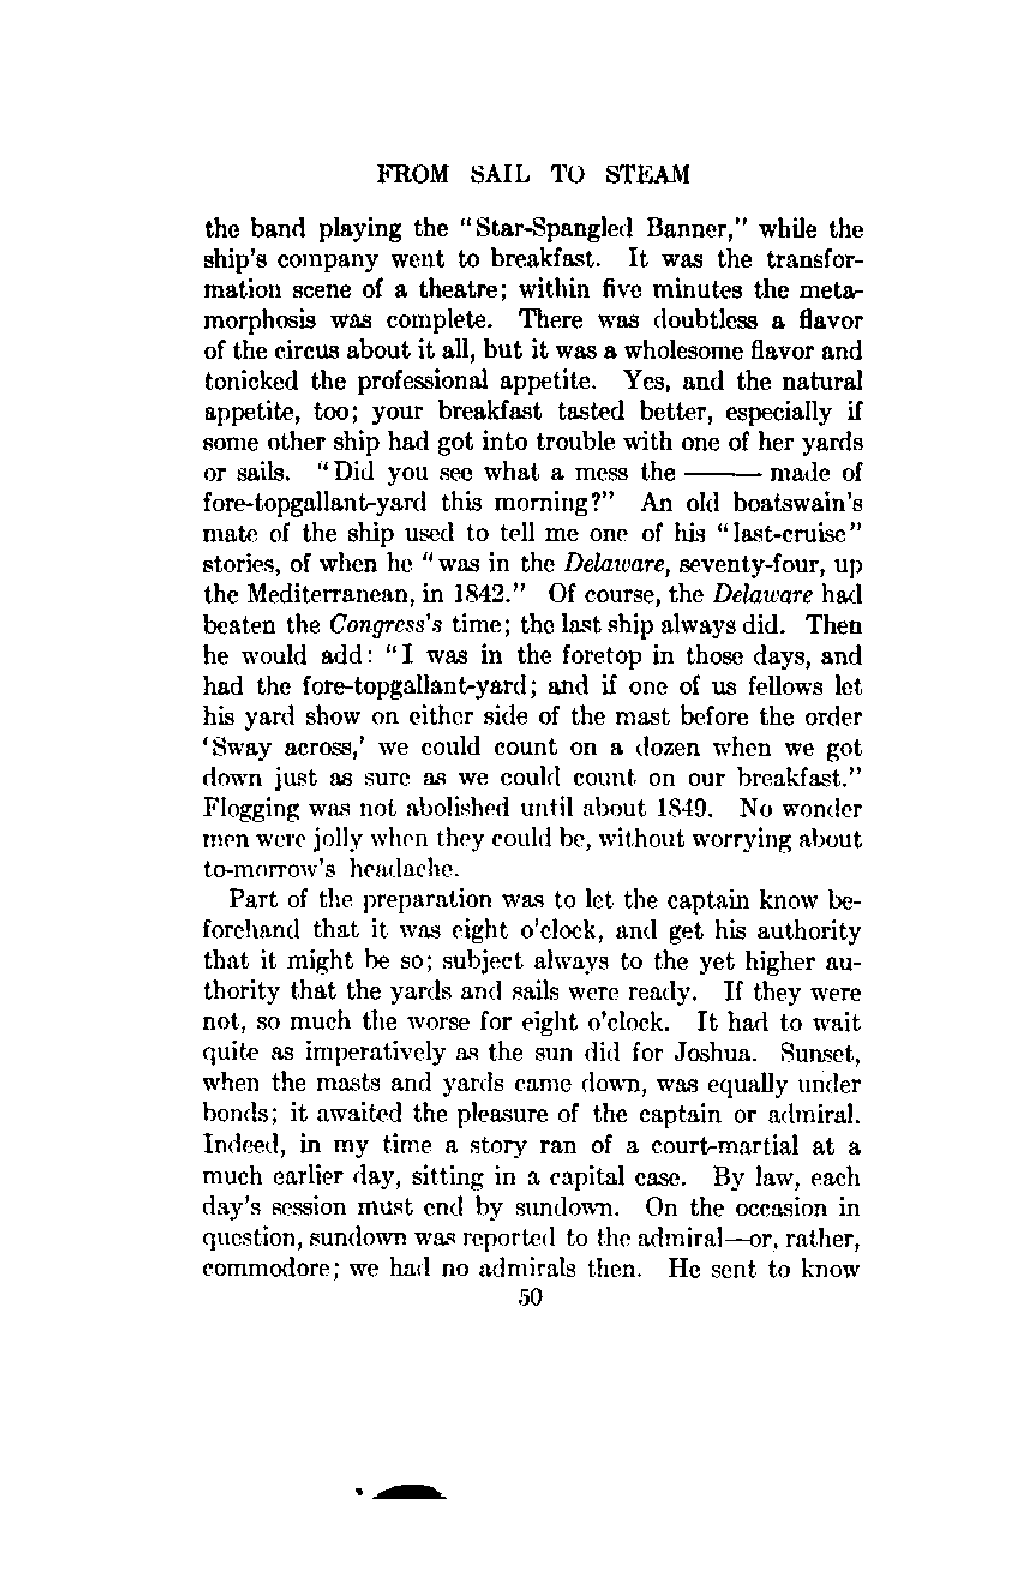 FROM SAIL TO STEAM
the band playing the "Star-Spangled Banner," while the
ship's company went to breakfast. It was the transfor-
mation scene of a theatre; within five minutes the meta-
morphosis was complete. There was doubtless a flavor
of the circus about it all, but it was a wholesome flavor and
tonicked the professional appetite. Yes, and the natural
appetite, too; your breakfast tasted better, especially if
some other ship had got into trouble with one of her yards
or sails. "Did you see what a mess the ——— made of
fore-topgallant-yard this morning?" An old boatswain's
mate of the ship used to tell me one of his "last-cruise"
stories, of when he "was in the Delaware, seventy-four, up
the Mediterranean, in 1842." Of course, the Delaware had
beaten the Congress's time; the last ship always did. Then
he would add: "I was in the foretop in those days, and
had the fore-topgallant-yard; and if one of us fellows let
his yard show on either side of the mast before the order
'Sway across,' we could count on a dozen when we got
down just as sure as we could count on our breakfast."
Flogging was not abolished until about 1849. No wonder
men were jolly when they could be, without worrying about
to-morrow's headache.
Part of the preparation was to let the captain know be-
forehand that it was eight o'clock, and get his authority
that it might be so; subject always to the yet higher au-
thority that the yards and sails were ready. If they were
not, so much the worse for eight o'clock. It had to wait
quite as imperatively as the sun did for Joshua. Sunset,
when the masts and yards came down, was equally under
bonds; it awaited the pleasure of the captain or admiral.
Indeed, in my time a story ran of a court-martial at a
much earlier day, sitting in a capital case. By law, each
day's session must end by sundown. On the occasion in
question, sundown was reported to the admiral—or, rather,
commodore; we had no admirals then. He sent to know
50